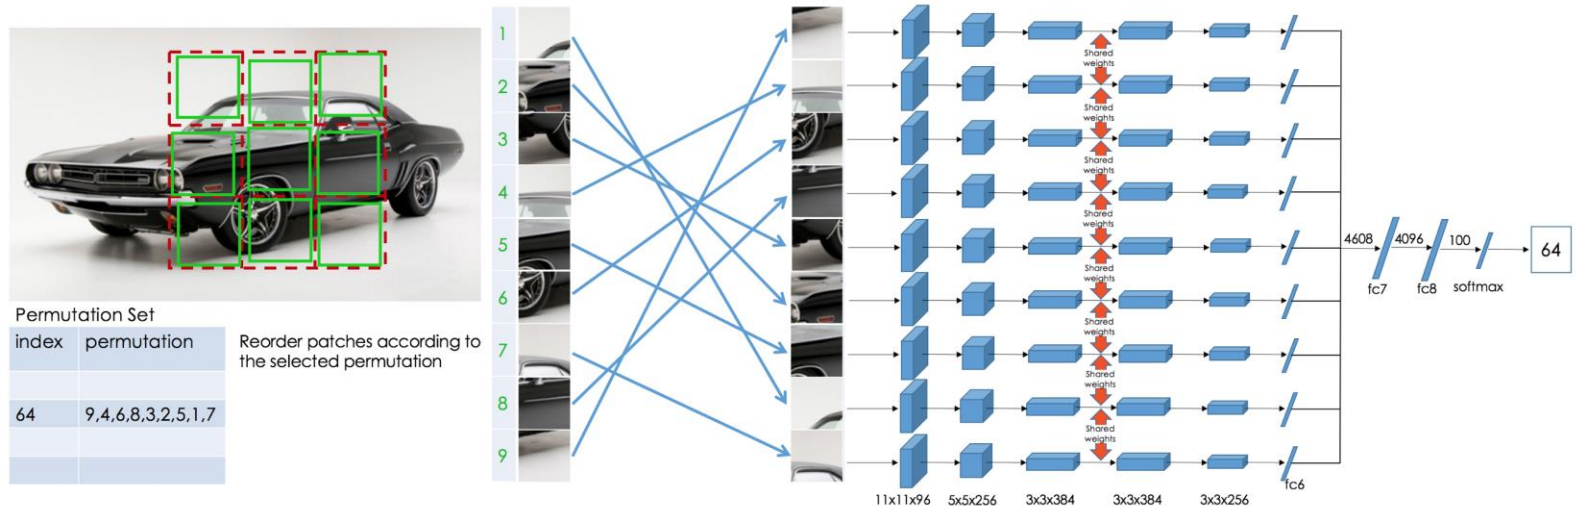 Permutation Set
index permutation
64 9,4,6,8,3,2,5,1,7
Reorder patches according to
the selected permutation
1
2
3
4
5
6
7
8
9
Shared
weights
Shared
weights
Shared
weights
Shared
weights
Shared
weights
Shared
weights
Shared
weights
Shared
weights
11x11x96 5x5x256 3x3x384 3x3x384 3x3x256
fc6
4608 4096 100
fc7 fc8 softmax
64